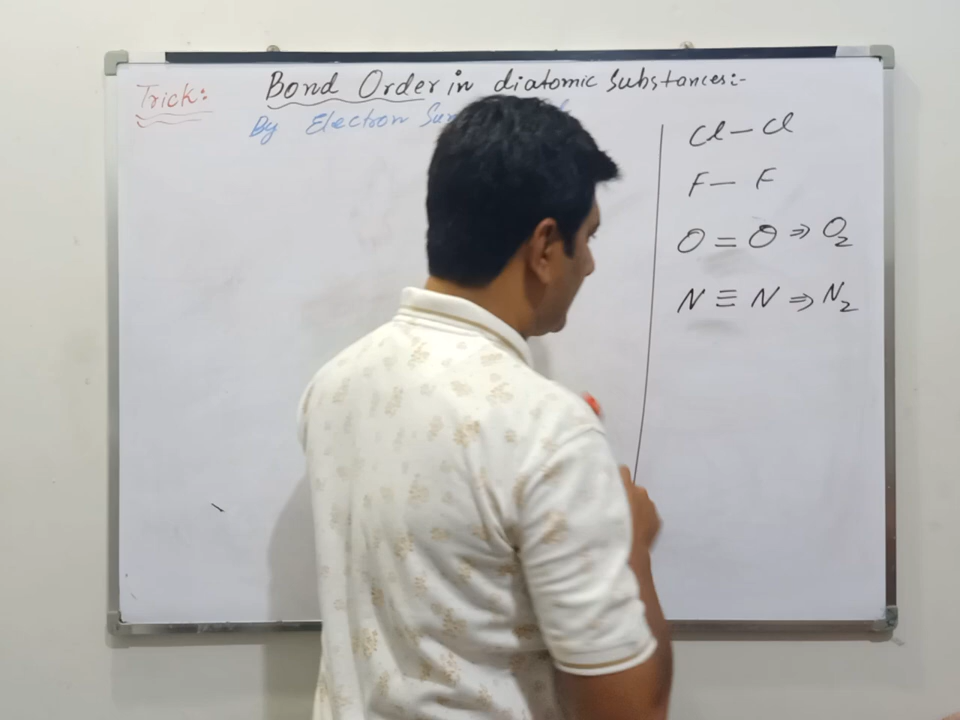 Trick:
Bond Order in diatomic Substances:-
By Electron
Cl – Cl
F – F
O = O ⇒ O₂
N ≡ N ⇒ N₂